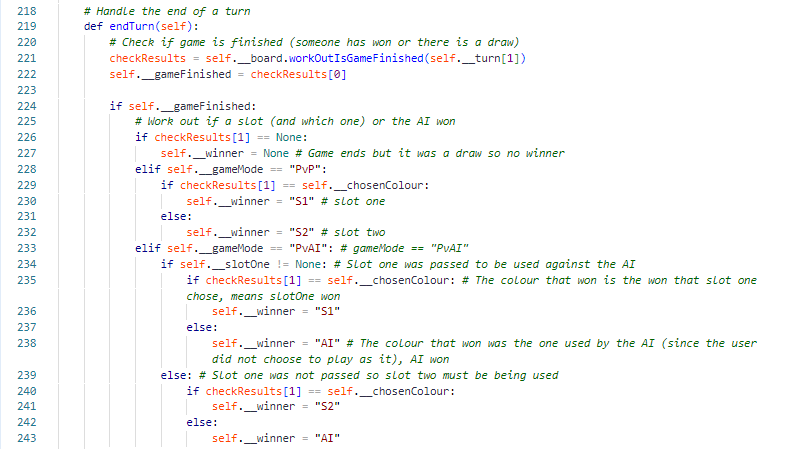 218 # Handle the end of a turn
219 def endTurn(self):
220 # Check if game is finished (someone has won or there is a draw)
221 checkResults = self.__board.workOutIsGameFinished(self.__turn[1])
222 self.__gameFinished = checkResults[0]
223
224 if self.__gameFinished:
225 # Work out if a slot (and which one) or the AI won
226 if checkResults[1] == None:
227 self.__winner = None # Game ends but it was a draw so no winner
228 elif self.__gameMode == "PvP":
229 if checkResults[1] == self.__chosenColour:
230 self.__winner = "S1" # slot one
231 else:
232 self.__winner = "S2" # slot two
233 elif self.__gameMode == "PvAI": # gameMode == "PvAI"
234 if self.__slotOne != None: # Slot one was passed to be used against the AI
235 if checkResults[1] == self.__chosenColour: # The colour that won is the won that slot one
chose, means slotOne won
236 self.__winner = "S1"
237 else:
238 self.__winner = "AI" # The colour that won was the one used by the AI (since the user
did not choose to play as it), AI won
239 else: # Slot one was not passed so slot two must be being used
240 if checkResults[1] == self.__chosenColour:
241 self.__winner = "S2"
242 else:
243 self.__winner = "AI"